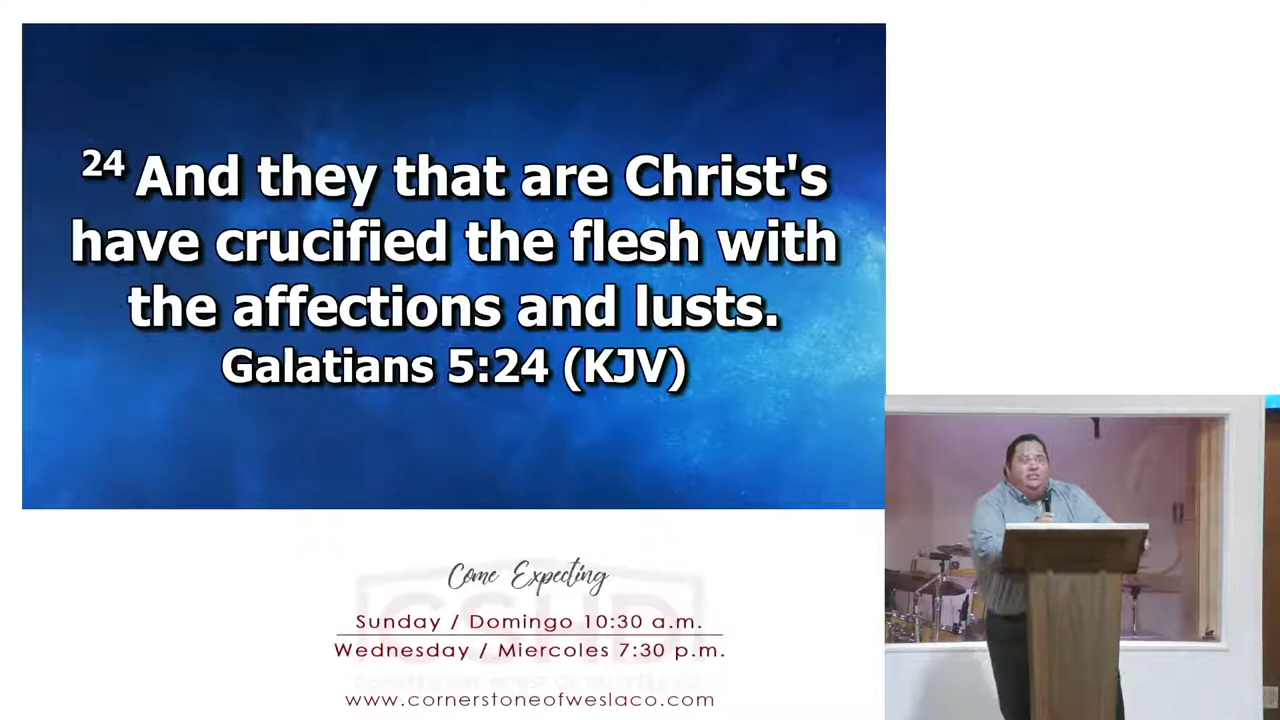 24 And they that are Christ's
have crucified the flesh with
the affections and lusts.
Galatians 5:24 (KJV)
Come Expecting
Sunday / Domingo 10:30 a.m.
Wednesday / Miercoles 7:30 p.m.
www.cornerstoneofweslaco.com